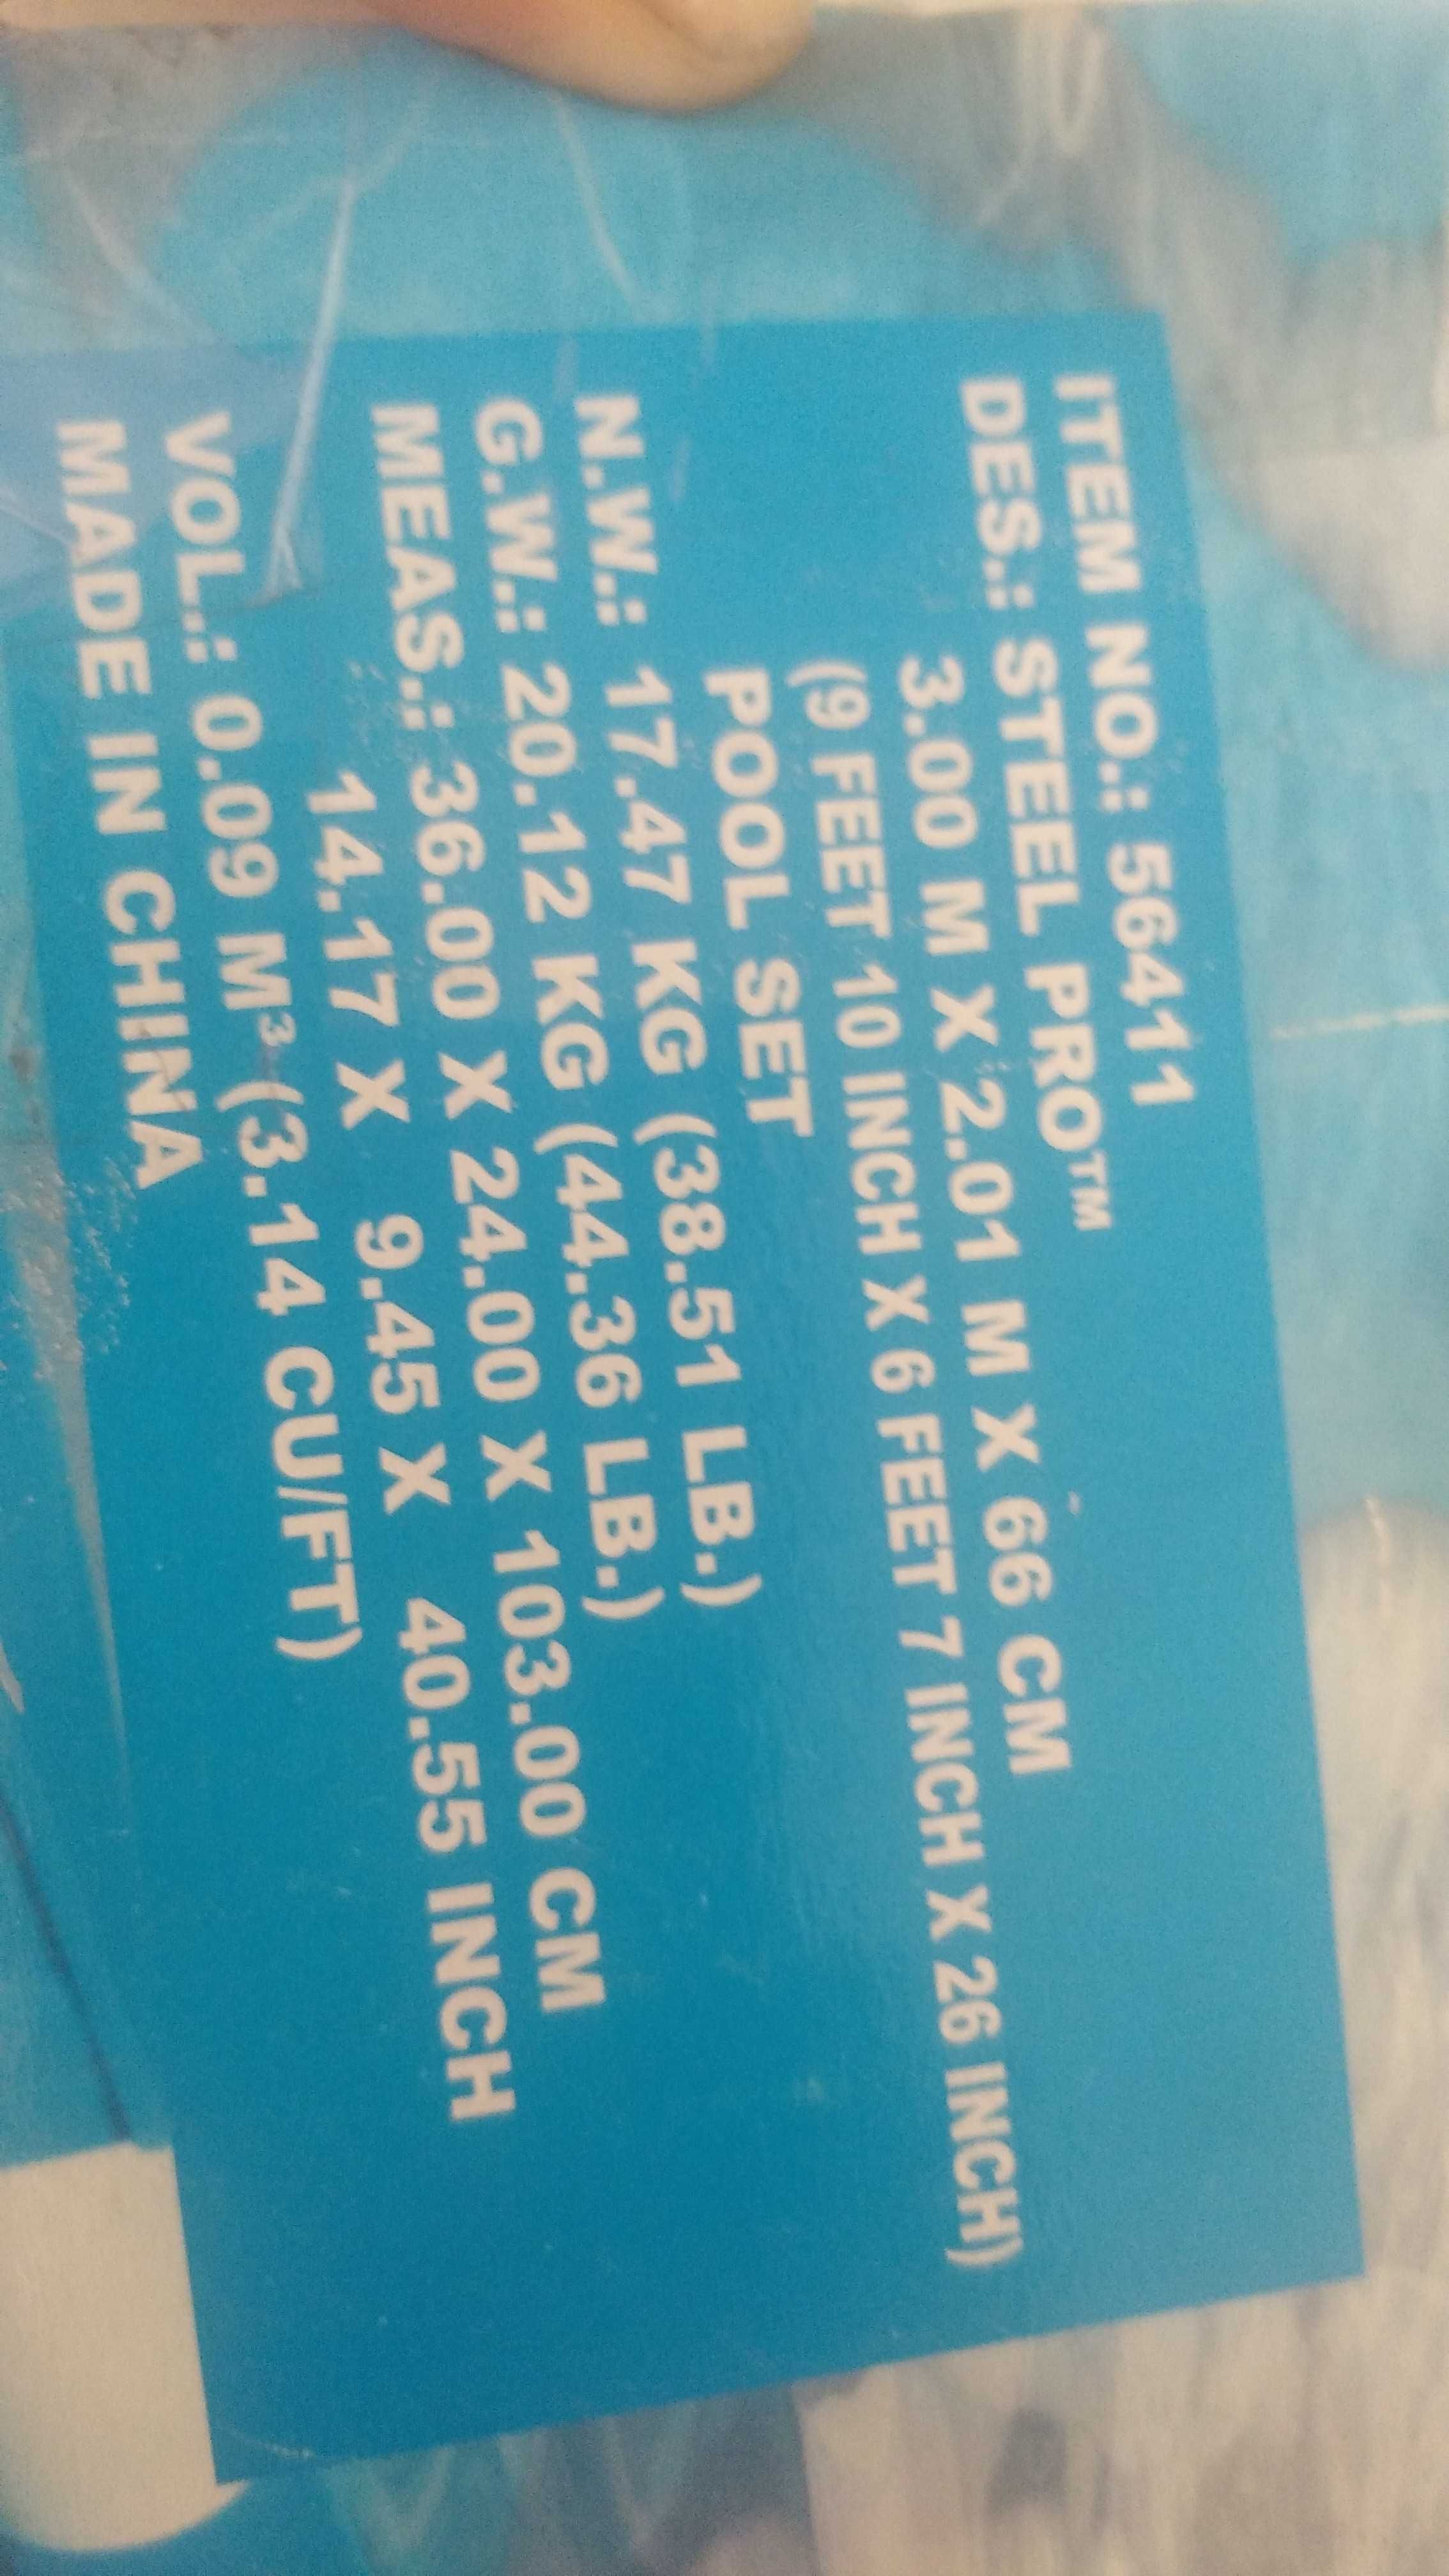 ITEM NO.: 56411
DES.: STEEL PRO™
3.00 M X 2.01 M X 66 CM
(9 FEET 10 INCH X 6 FEET 7 INCH X 26 INCH)
POOL SET
N.W.: 17.47 KG (38.51 LB.)
G.W.: 20.12 KG (44.36 LB.)
MEAS.: 36.00 X 24.00 X 103.00 CM
14.17 X 9.45 X 40.55 INCH
VOL.: 0.09 M³ (3.14 CU/FT)
MADE IN CHINA